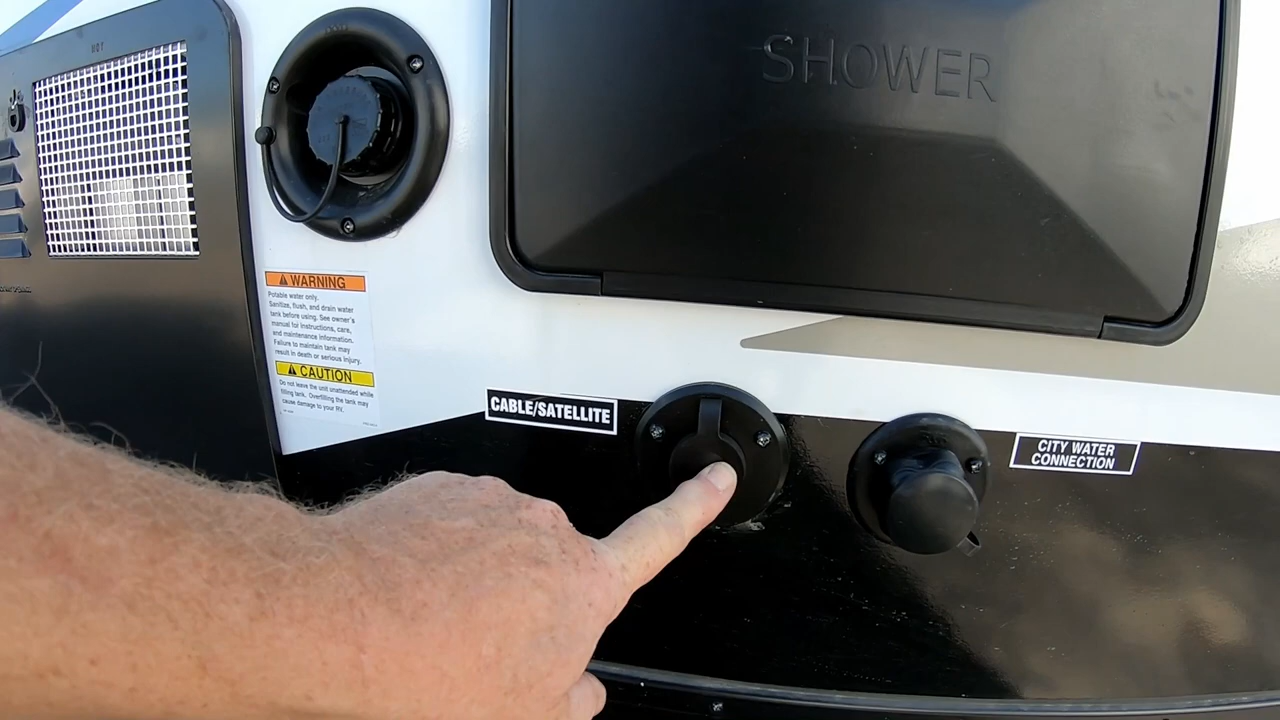 HOT
SHOWER
WARNING
Potable water only.
Sanitize, flush, and drain water
tank before using. See owner's
manual for instructions, care,
and maintenance information.
Failure to maintain tank may
result in death or serious injury.
CAUTION
Do not leave the unit unattended while
filling tank. Overfilling the tank may
cause damage to your RV.
CABLE/SATELLITE
CITY WATER
CONNECTION